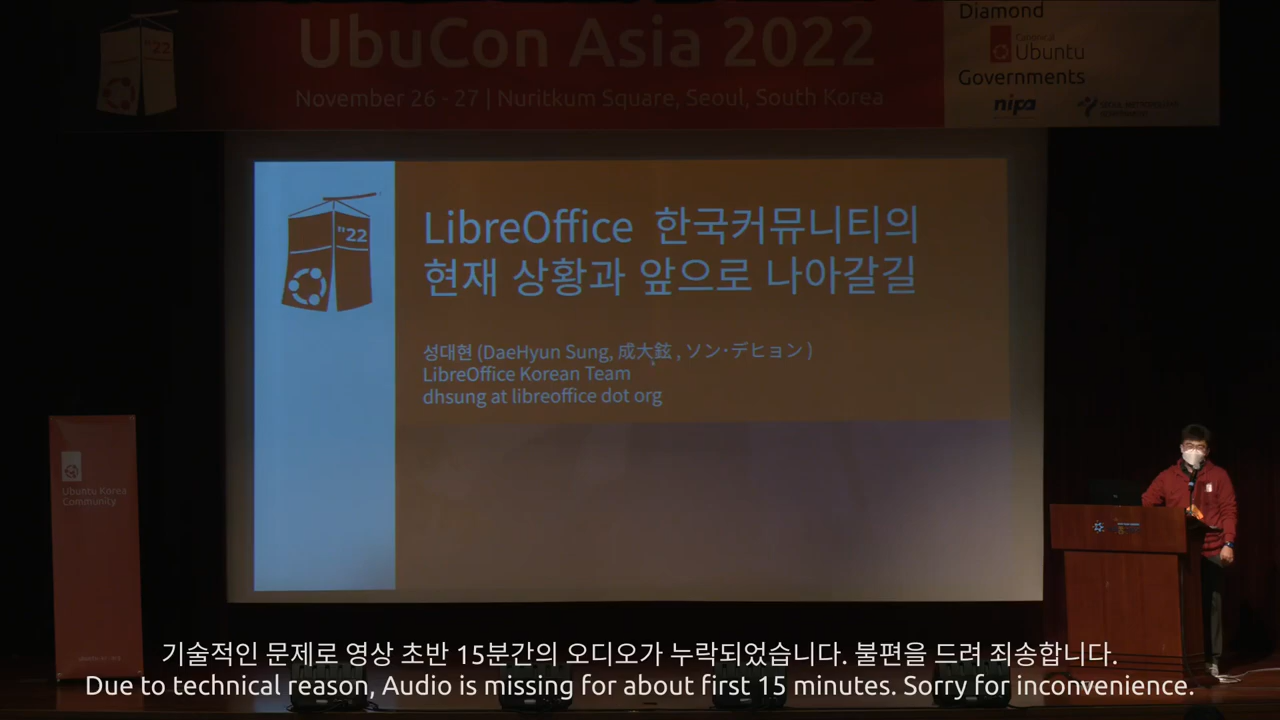 UbuCon Asia 2022
November 26 - 27 | Nuritkum Square, Seoul, South Korea
"22
Diamond
Canonical
Ubuntu
Governments
nipa
"22
LibreOffice 한국커뮤니티의
현재 상황과 앞으로 나아갈길
성대현 (DaeHyun Sung, 成大鉉 , ソン・デヒョン )
LibreOffice Korean Team
dhsung at libreoffice dot org
Ubuntu Korea
Community
기술적인 문제로 영상 초반 15분간의 오디오가 누락되었습니다. 불편을 드려 죄송합니다.
Due to technical reason, Audio is missing for about first 15 minutes. Sorry for inconvenience.